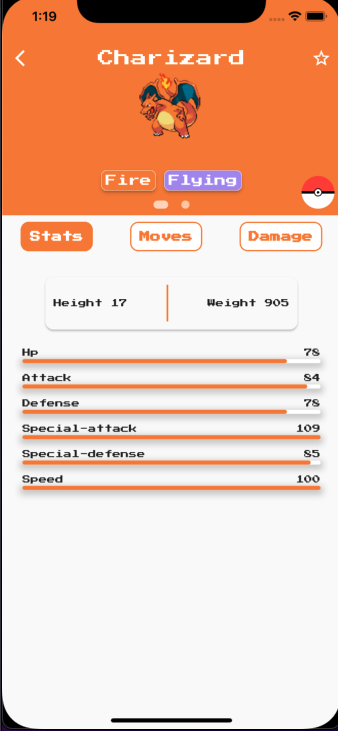 1:19
Charizard
Fire Flying
Stats Moves Damage
Height 17 Weight 905
Hp 78
Attack 84
Defense 78
Special-attack 109
Special-defense 85
Speed 100